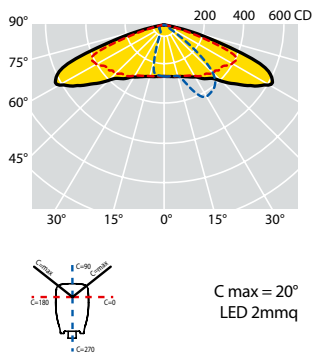 90° 200 400 600 CD
75°
60°
45°
30° 15° 0° 15° 30°
C=max C=90 C=max
C=180 C=0
C=270
C max = 20°
LED 2mmq